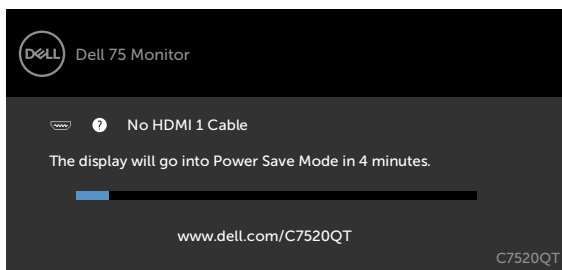 DELL Dell 75 Monitor
? No HDMI 1 Cable
The display will go into Power Save Mode in 4 minutes.
www.dell.com/C7520QT
C7520QT